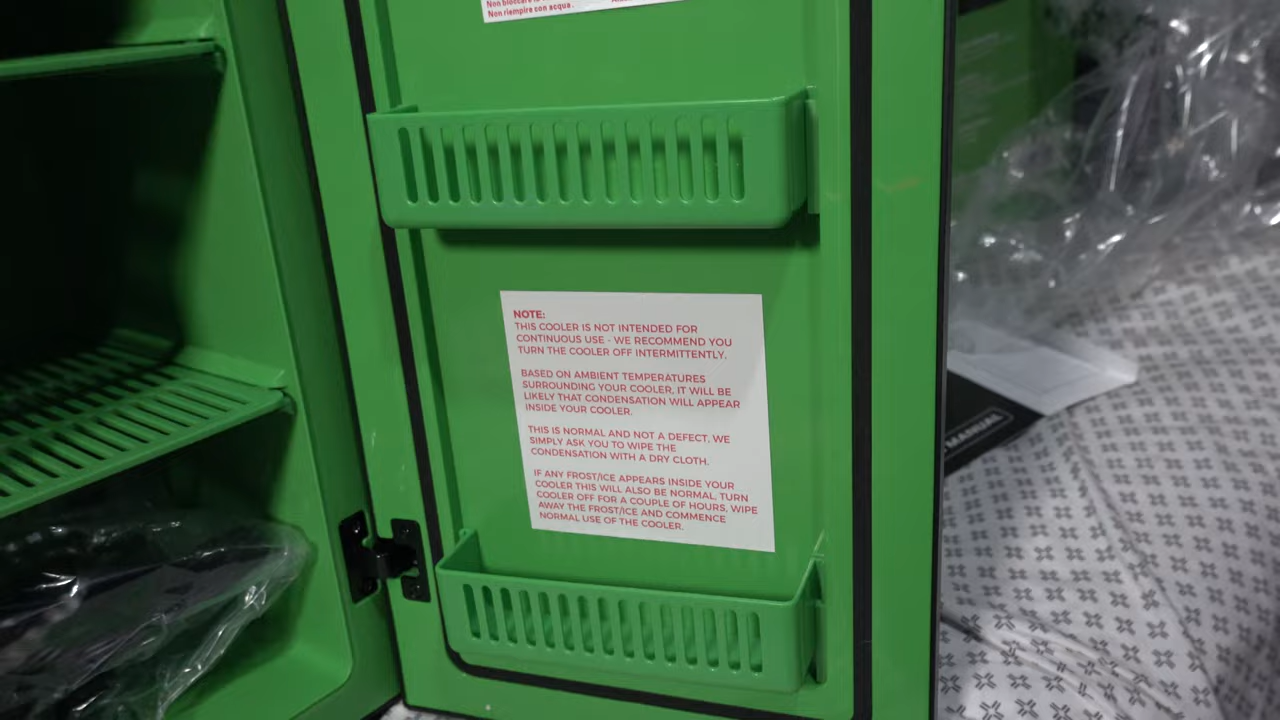 Non riempire con acqua.
NOTE:
THIS COOLER IS NOT INTENDED FOR
CONTINUOUS USE - WE RECOMMEND YOU
TURN THE COOLER OFF INTERMITTENTLY.
BASED ON AMBIENT TEMPERATURES
SURROUNDING YOUR COOLER, IT WILL BE
LIKELY THAT CONDENSATION WILL APPEAR
INSIDE YOUR COOLER.
THIS IS NORMAL AND NOT A DEFECT, WE
SIMPLY ASK YOU TO WIPE THE
CONDENSATION WITH A DRY CLOTH.
IF ANY FROST/ICE APPEARS INSIDE YOUR
COOLER THIS WILL ALSO BE NORMAL, TURN
COOLER OFF FOR A COUPLE OF HOURS, WIPE
AWAY THE FROST/ICE AND COMMENCE
NORMAL USE OF THE COOLER.
MANUAL